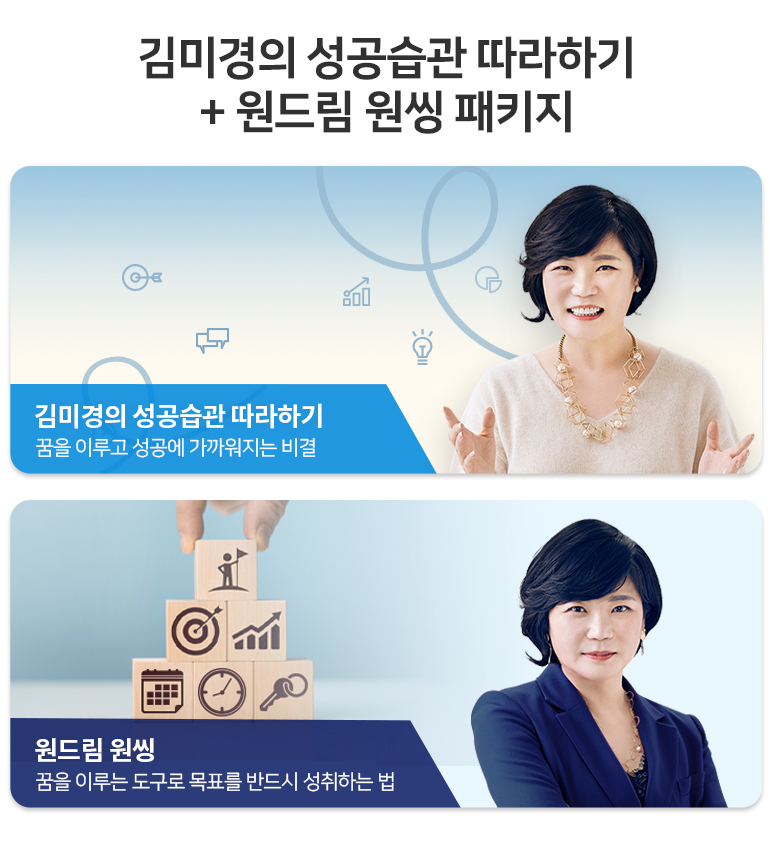 김미경의 성공습관 따라하기
+ 원드림 원씽 패키지
김미경의 성공습관 따라하기
꿈을 이루고 성공에 가까워지는 비결
원드림 원씽
꿈을 이루는 도구로 목표를 반드시 성취하는 법